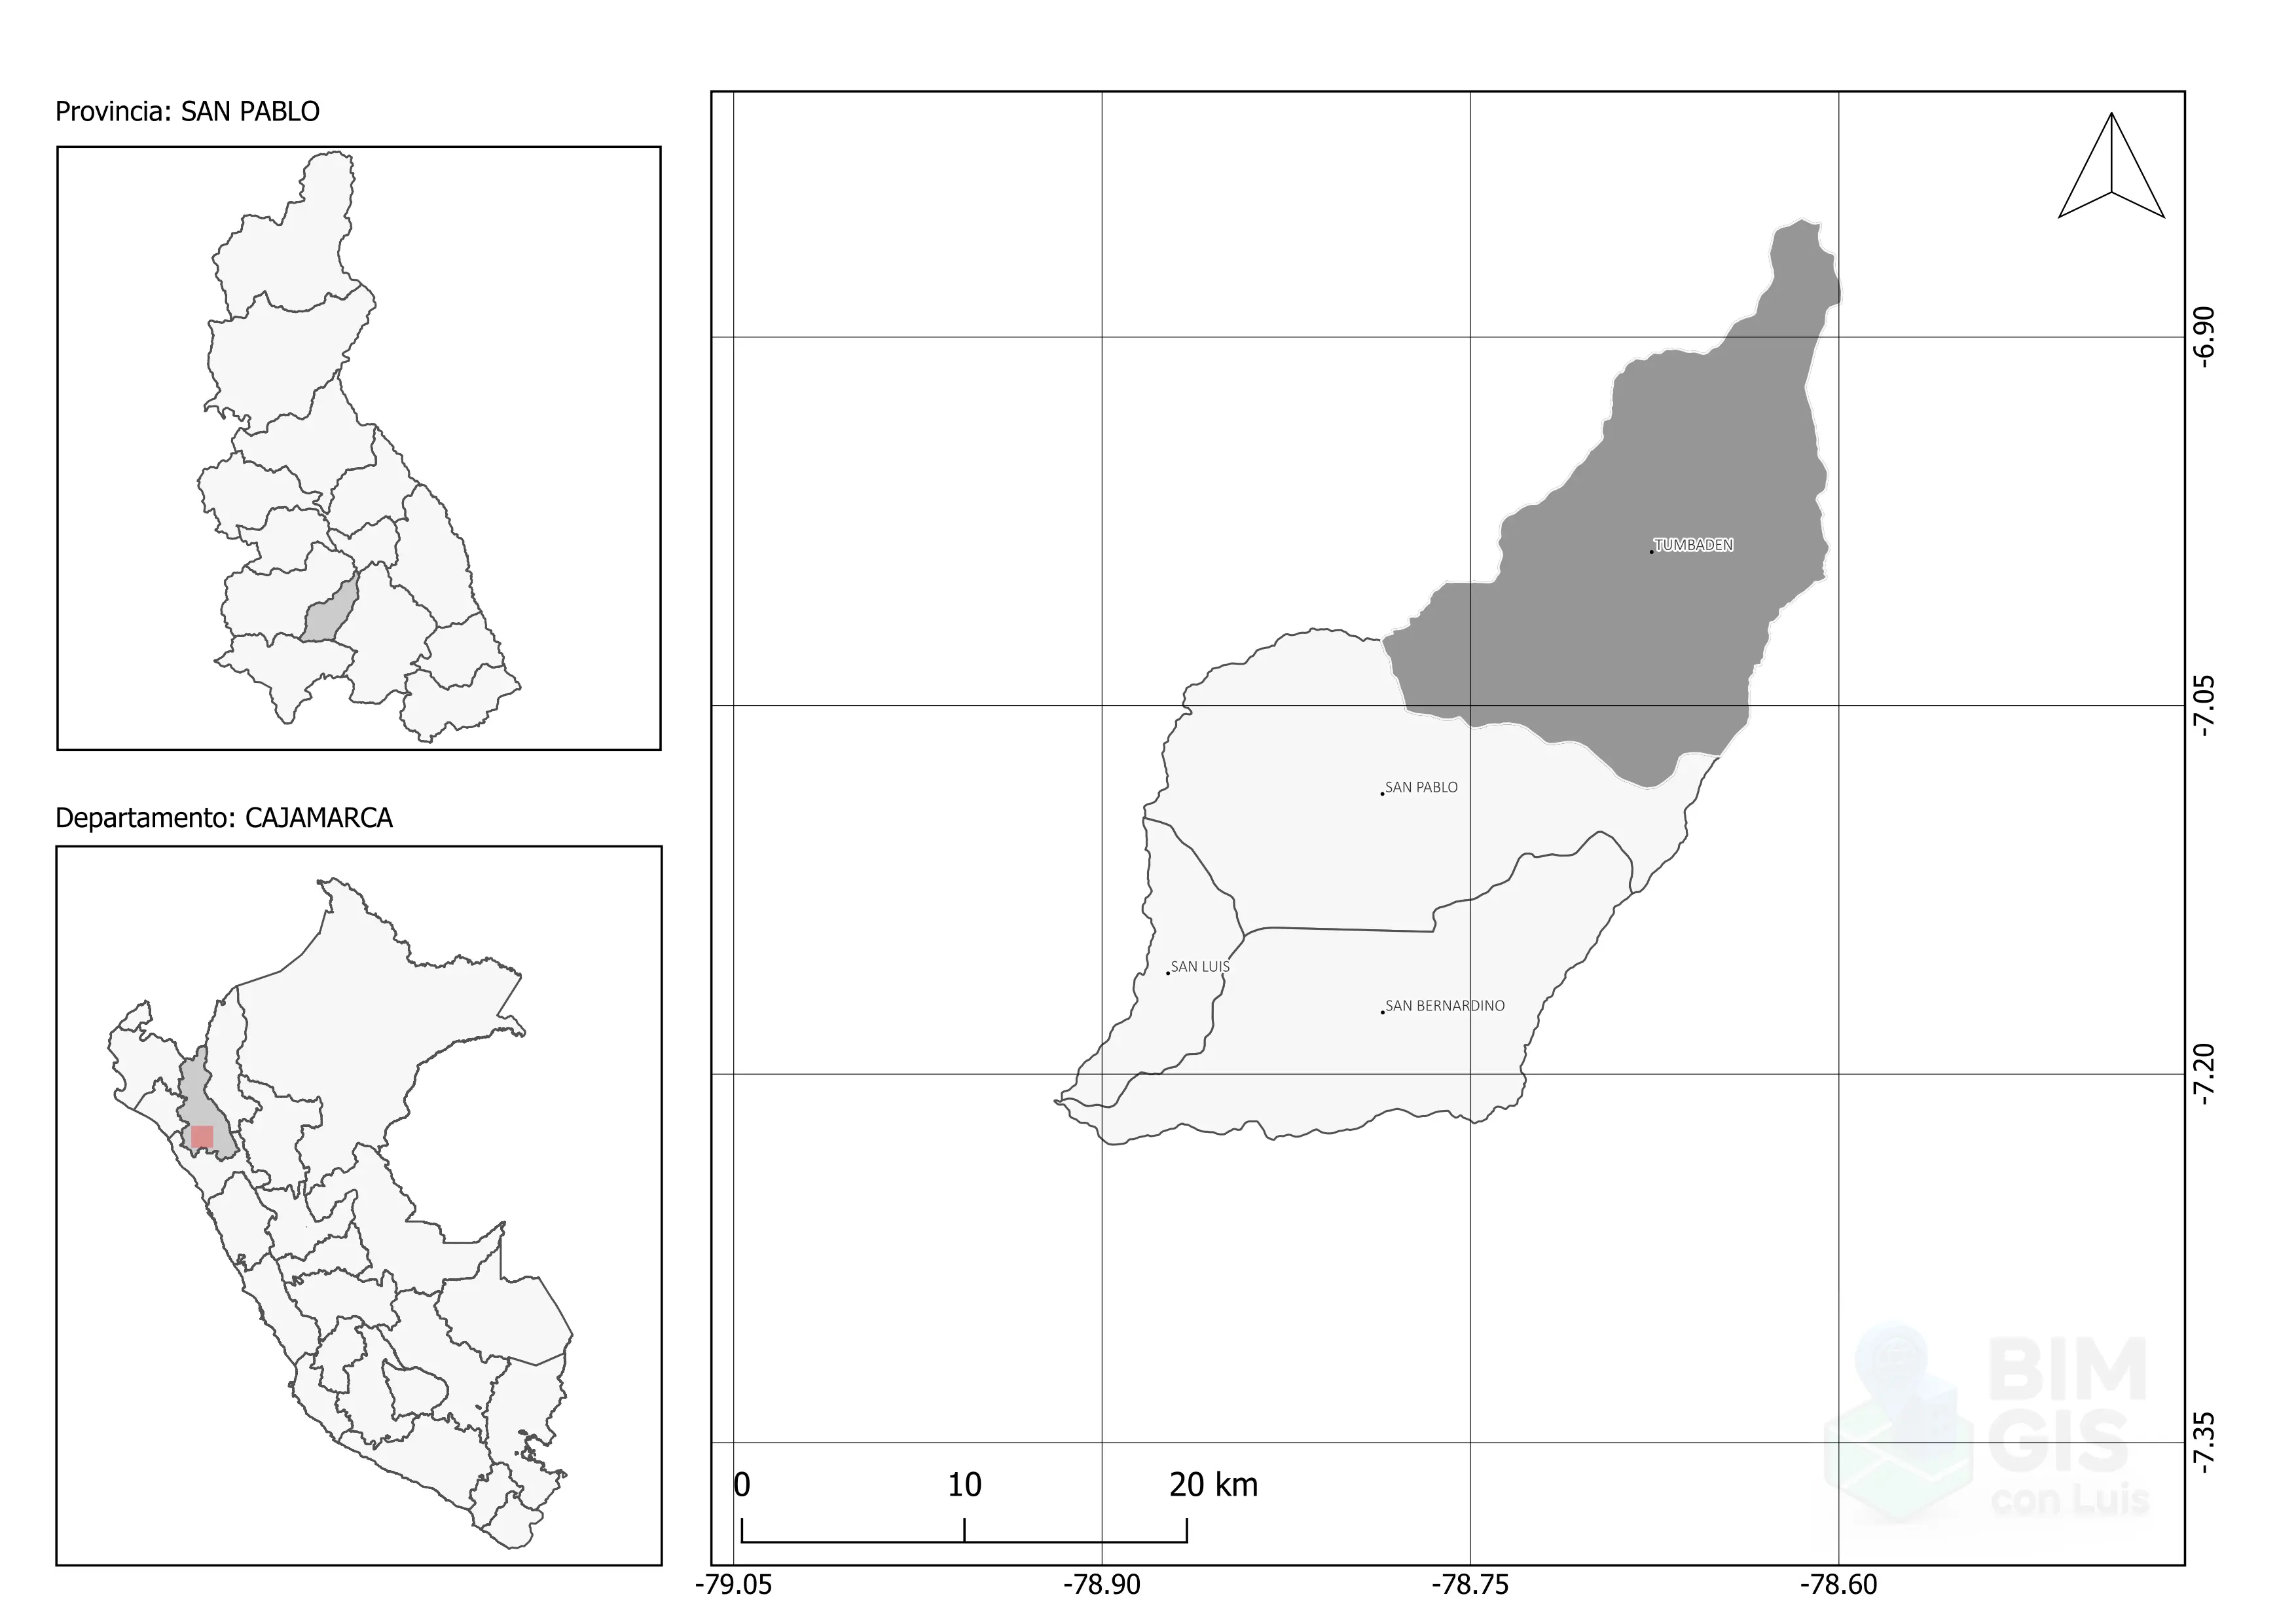 Provincia: SAN PABLO
Departamento: CAJAMARCA
TUMBADEN
SAN PABLO
SAN LUIS
SAN BERNARDINO
-6.90
-7.05
-7.20
-7.35
0 10 20 km
-79.05 -78.90 -78.75 -78.60
BIM
GIS
con Luis